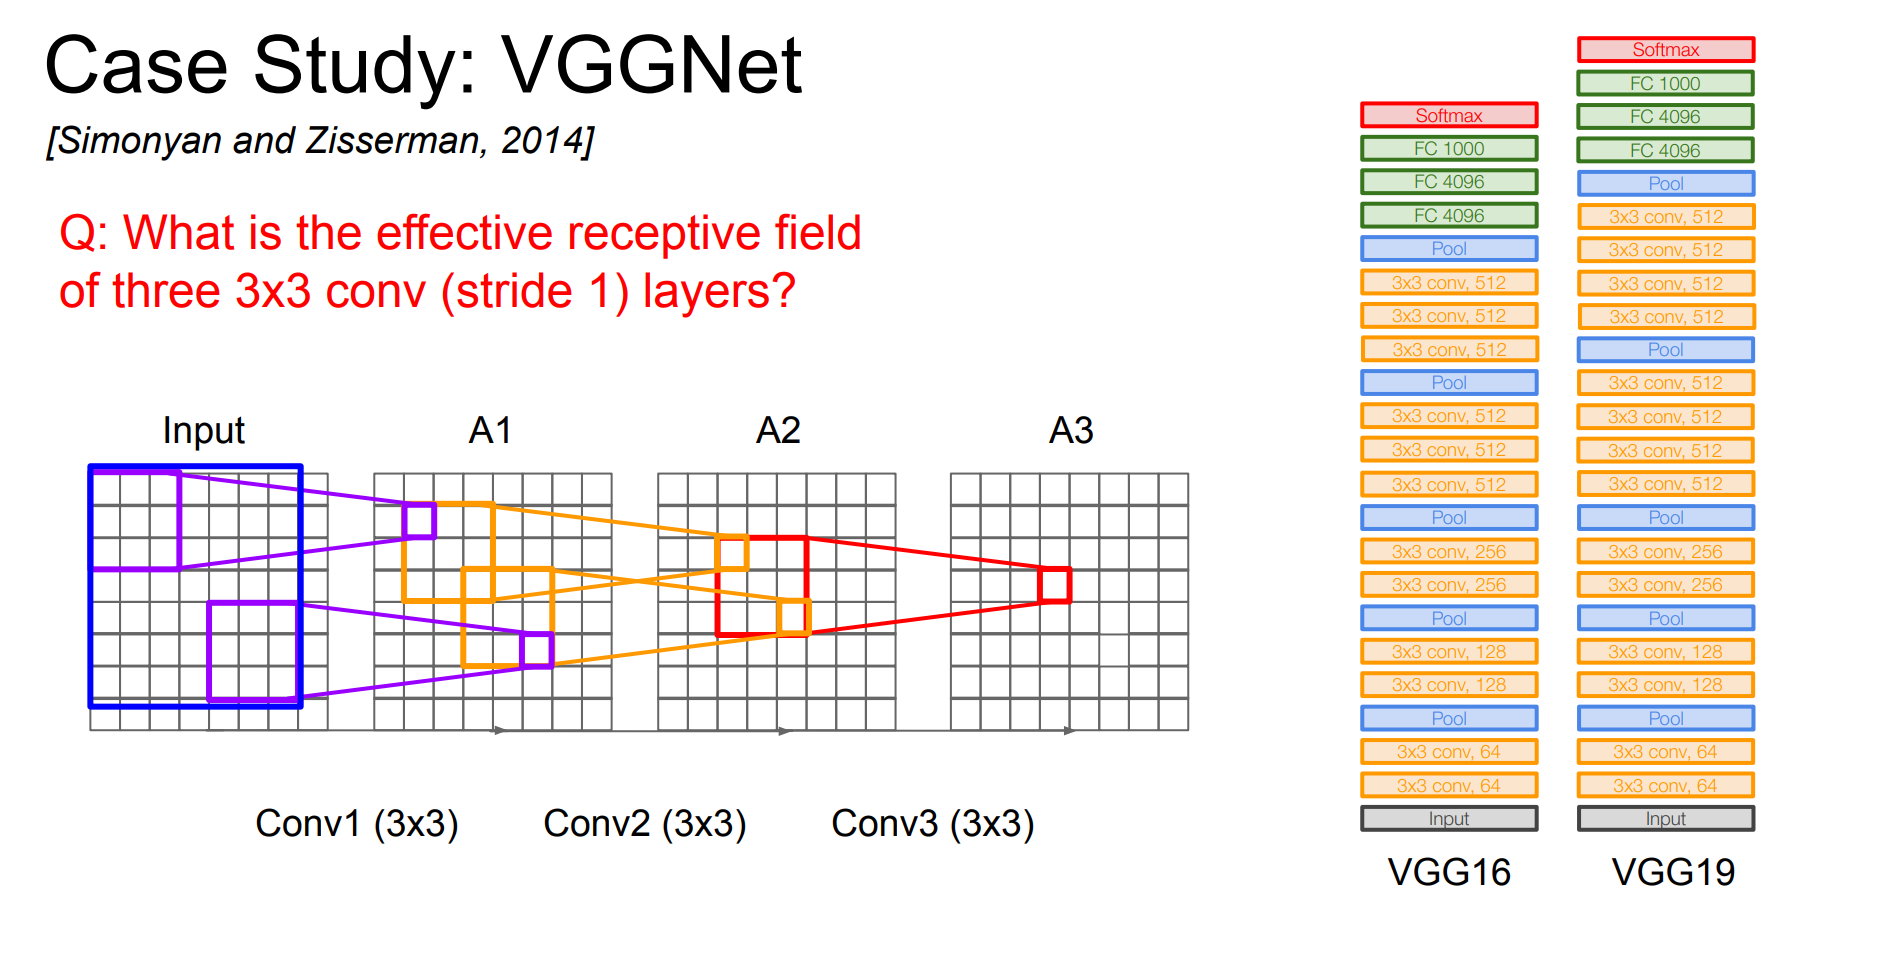 Case Study: VGGNet
[Simonyan and Zisserman, 2014]
Q: What is the effective receptive field
of three 3x3 conv (stride 1) layers?
Input
A1
A2
A3
Conv1 (3x3)
Conv2 (3x3)
Conv3 (3x3)
Softmax
FC 1000
FC 4096
FC 4096
Pool
3x3 conv, 512
3x3 conv, 512
3x3 conv, 512
Pool
3x3 conv, 512
3x3 conv, 512
3x3 conv, 512
Pool
3x3 conv, 256
3x3 conv, 256
Pool
3x3 conv, 128
3x3 conv, 128
Pool
3x3 conv, 64
3x3 conv, 64
Input
VGG16
Softmax
FC 1000
FC 4096
FC 4096
Pool
3x3 conv, 512
3x3 conv, 512
3x3 conv, 512
3x3 conv, 512
Pool
3x3 conv, 512
3x3 conv, 512
3x3 conv, 512
3x3 conv, 512
Pool
3x3 conv, 256
3x3 conv, 256
Pool
3x3 conv, 128
3x3 conv, 128
Pool
3x3 conv, 64
3x3 conv, 64
Input
VGG19